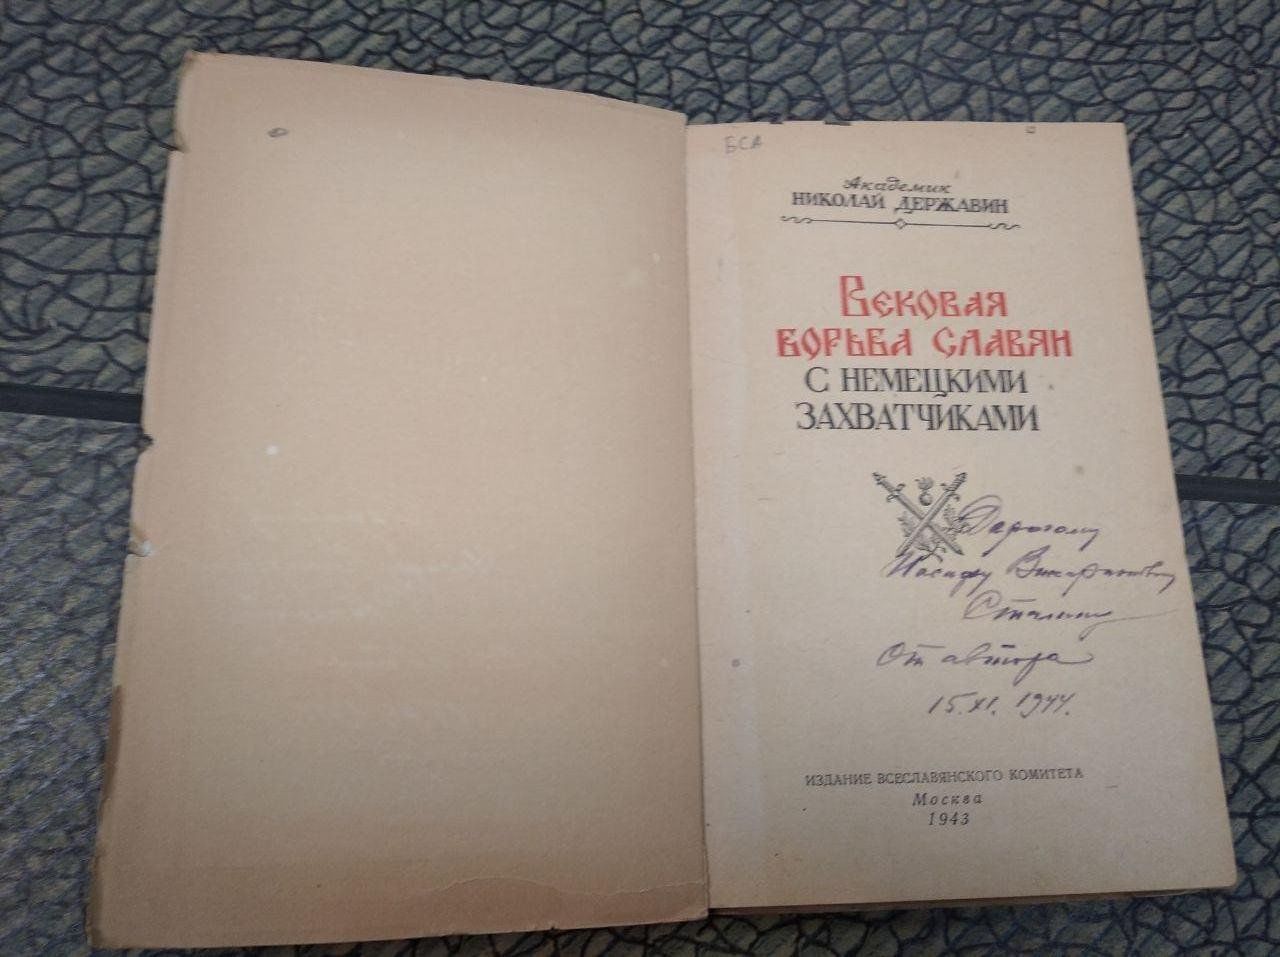 БСА
Академик
НИКОЛАЙ ДЕРЖАВИН
Вековая
борьба славян
С НЕМЕЦКИМИ
ЗАХВАТЧИКАМИ
Дорогому
Иосифу Виссарионовичу
Сталину
От автора
15.XI.1944.
ИЗДАНИЕ ВСЕСЛАВЯНСКОГО КОМИТЕТА
Москва
1943